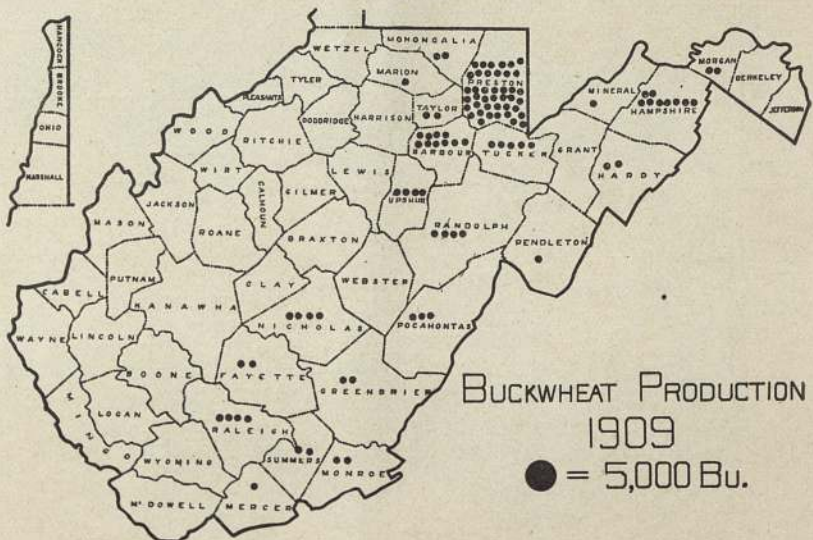 HANCOCK
BROOKE
OHIO
MARSHALL
WETZEL
MONONGALIA
MARION
PRESTON
TYLER
PLEASANTS
DODDRIDGE
HARRISON
TAYLOR
WOOD
RITCHIE
BARBOUR
TUCKER
GRANT
MINERAL
HAMPSHIRE
MORGAN
BERKELEY
JEFFERSON
HARDY
WIRT
LEWIS
GILMER
CALHOUN
UPSHUR
JACKSON
ROANE
MASON
BRAXTON
RANDOLPH
PENDLETON
PUTNAM
CLAY
WEBSTER
CABELL
KANAWHA
NICHOLAS
POCAHONTAS
WAYNE
LINCOLN
BOONE
FAYETTE
GREENBRIER
MINGO
LOGAN
RALEIGH
WYOMING
SUMMERS
MONROE
McDOWELL
MERCER
BUCKWHEAT PRODUCTION
1909
= 5,000 BU.